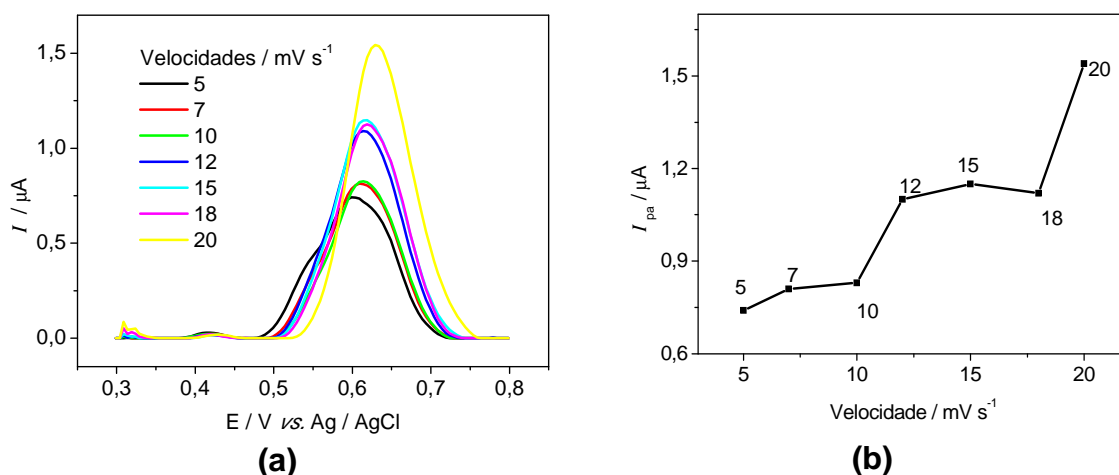 Velocidades / mV s⁻¹
5
7
10
12
15
18
20
1,5
1,0
0,5
0,0
I / μA
0,3 0,4 0,5 0,6 0,7 0,8
E / V vs. Ag / AgCl
(a)
1,5
1,2
0,9
0,6
I pa / μA
5
7
10
12
15
18
20
5 10 15 20
Velocidade / mV s⁻¹
(b)